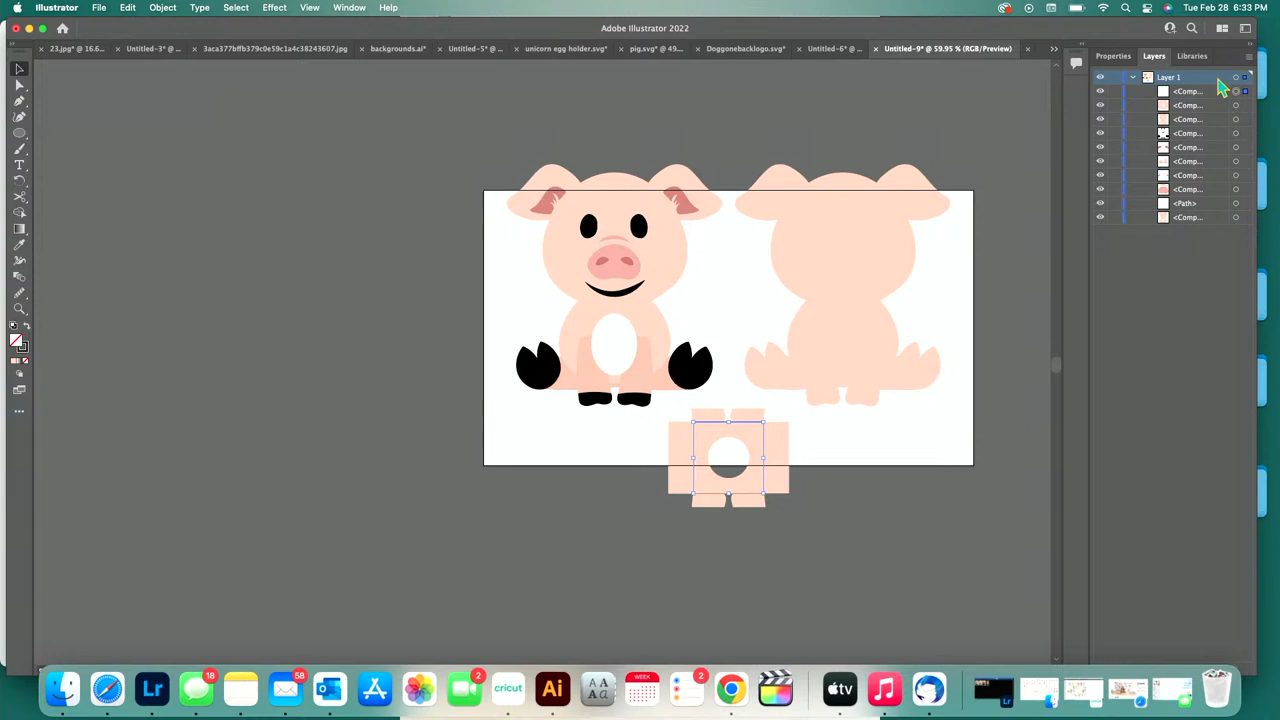 Illustrator File Edit Object Type Select Effect View Window Help Tue Feb 28 6:33 PM
Adobe Illustrator 2022
23.jpg* @ 16.6... Untitled-3* @ ... 3aca377bffb379c0e59c1a4c38243607.jpg backgrounds.ai* Untitled-5* @ ... unicorn egg holder.svg* pig.svg* @ 49.... Doggonebacklogo.svg* Untitled-6* @ ... Untitled-9* @ 59.95 % (RGB/Preview)
Properties Layers Libraries
Layer 1
<Comp...
<Comp...
<Comp...
<Comp...
<Comp...
<Comp...
<Comp...
<Comp...
<Path>
<Comp...
Lr 18 58 2 cricut Ai WEEK 2 tv